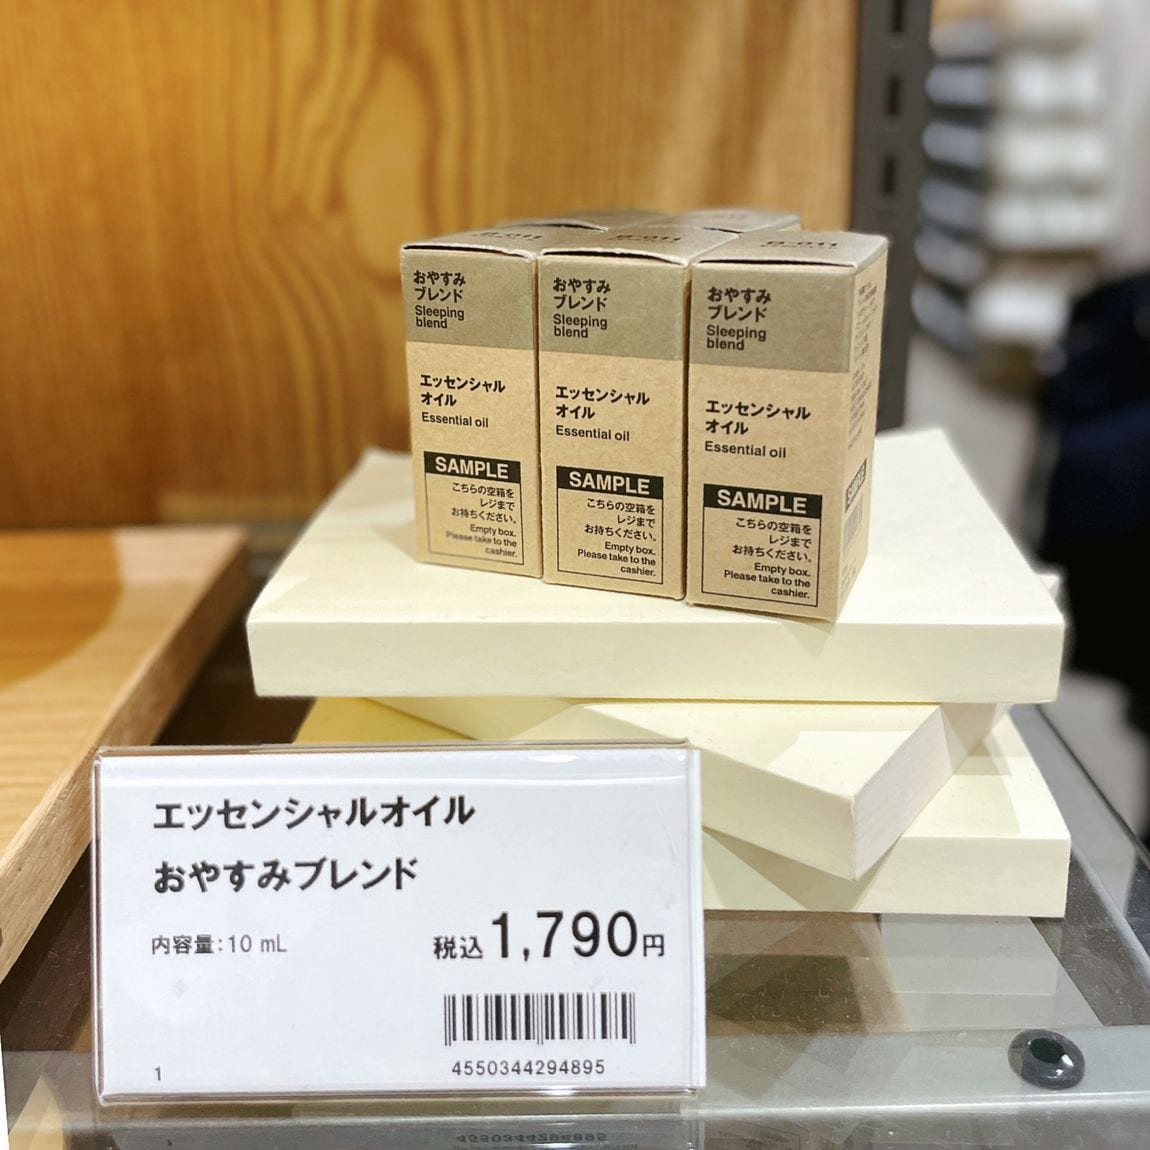 B-011
B-011
B-011
おやすみ
ブレンド
Sleeping
blend
エッセンシャル
オイル
Essential oil
SAMPLE
こちらの空箱を
レジまで
お持ちください。
Empty box.
Please take to the
cashier.
おやすみ
ブレンド
Sleeping
blend
エッセンシャル
オイル
Essential oil
SAMPLE
こちらの空箱を
レジまで
お持ちください。
Empty box.
Please take to the
cashier.
おやすみ
ブレンド
Sleeping
blend
エッセンシャル
オイル
Essential oil
SAMPLE
こちらの空箱を
レジまで
お持ちください。
Empty box.
Please take to the
cashier.
SAMPLE
エッセンシャルオイル
おやすみブレンド
内容量:10 mL
税込1,790円
4550344294895
1